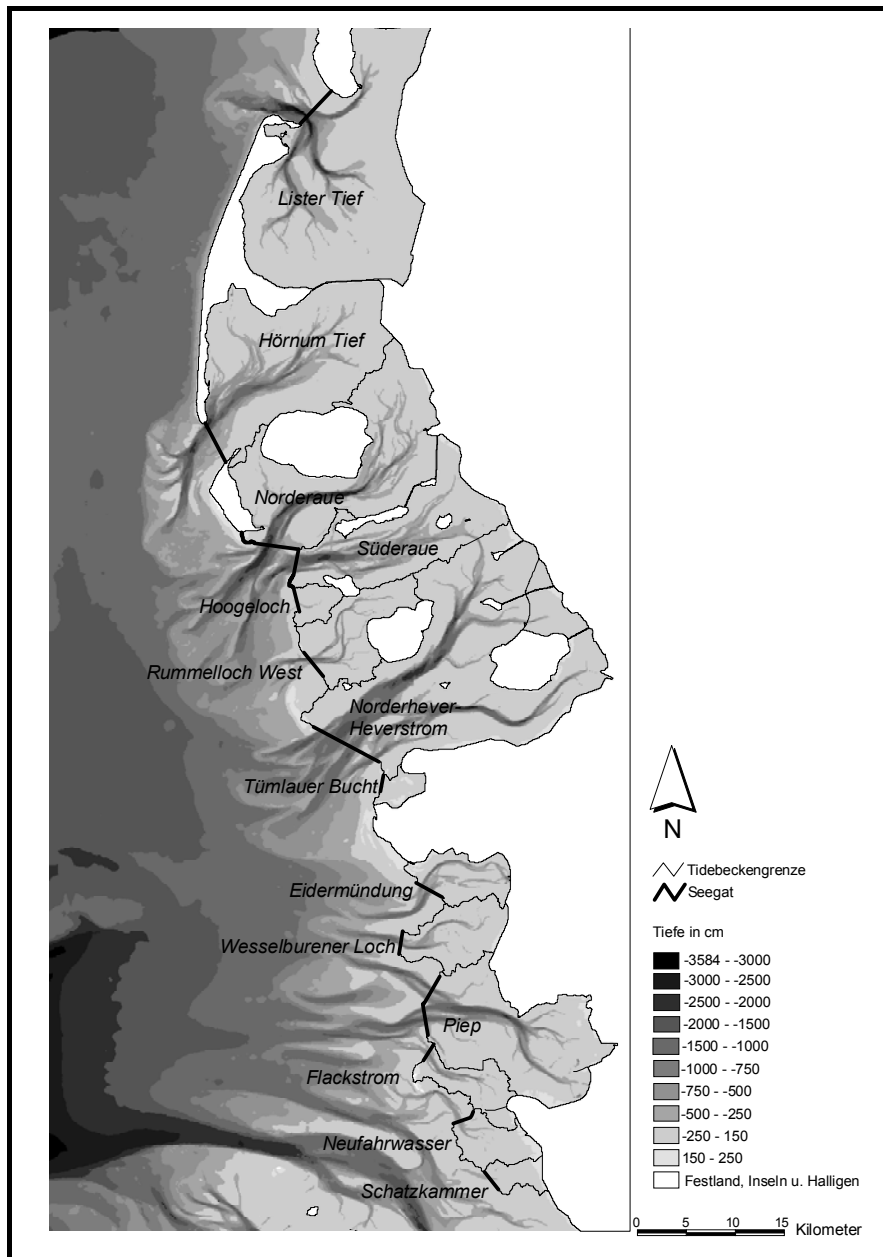 Lister Tief
Hörnum Tief
Norderaue
Süderaue
Hoogeloch
Rummelloch West
Norderhever-
Heverstrom
Tümlauer Bucht
N
Eidermündung
Tidebeckengrenze
Seegat
Wesselburener Loch
Tiefe in cm
-3584 - -3000
-3000 - -2500
-2500 - -2000
-2000 - -1500
-1500 - -1000
-1000 - -750
-750 - -500
-500 - -250
-250 - 150
150 - 250
Festland, Inseln u. Halligen
Piep
Flackstrom
Neufahrwasser
Schatzkammer
0 5 10 15 Kilometer